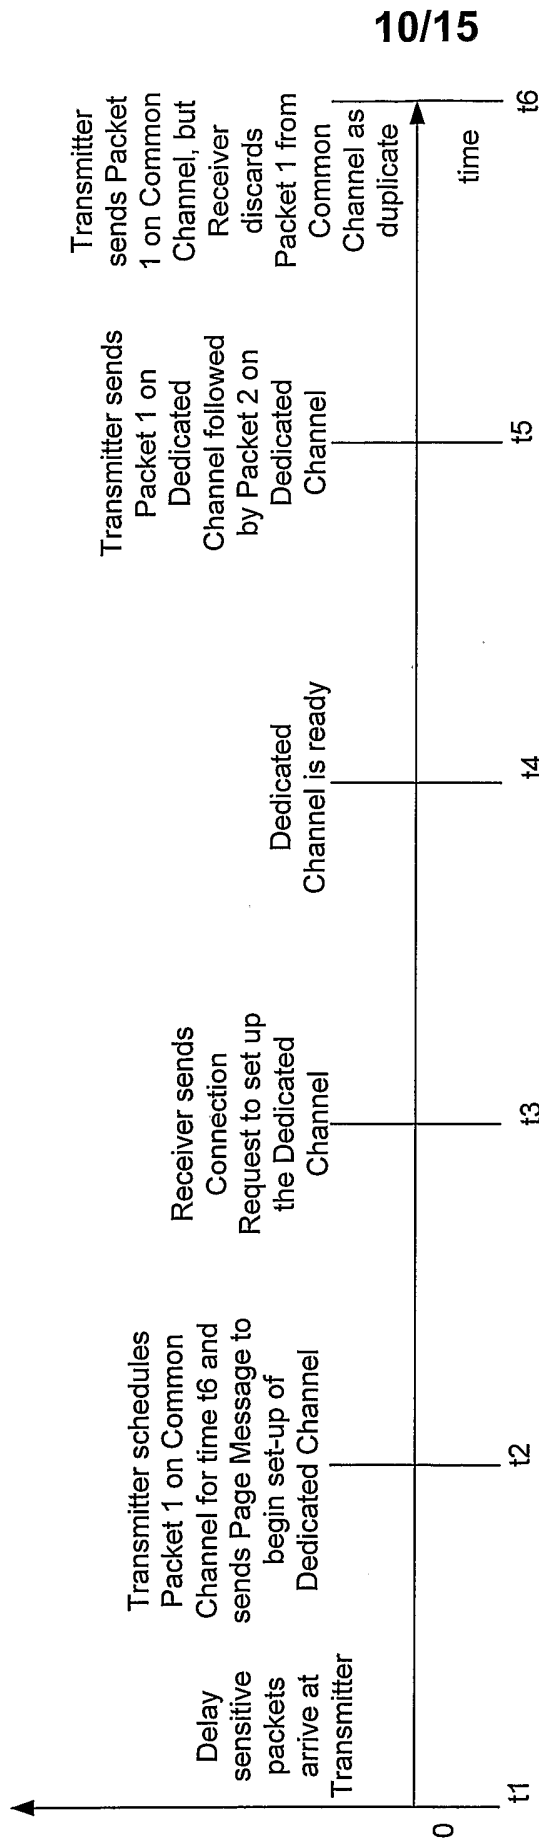 10/15
Delay
sensitive
packets
arrive at
Transmitter
Transmitter schedules
Packet 1 on Common
Channel for time t6 and
sends Page Message to
begin set-up of
Dedicated Channel
Receiver sends
Connection
Request to set up
the Dedicated
Channel
Dedicated
Channel is ready
Transmitter sends
Packet 1 on
Dedicated
Channel followed
by Packet 2 on
Dedicated
Channel
Transmitter
sends Packet
1 on Common
Channel, but
Receiver
discards
Packet 1 from
Common
Channel as
duplicate
time
0
t1
t2
t3
t4
t5
t6